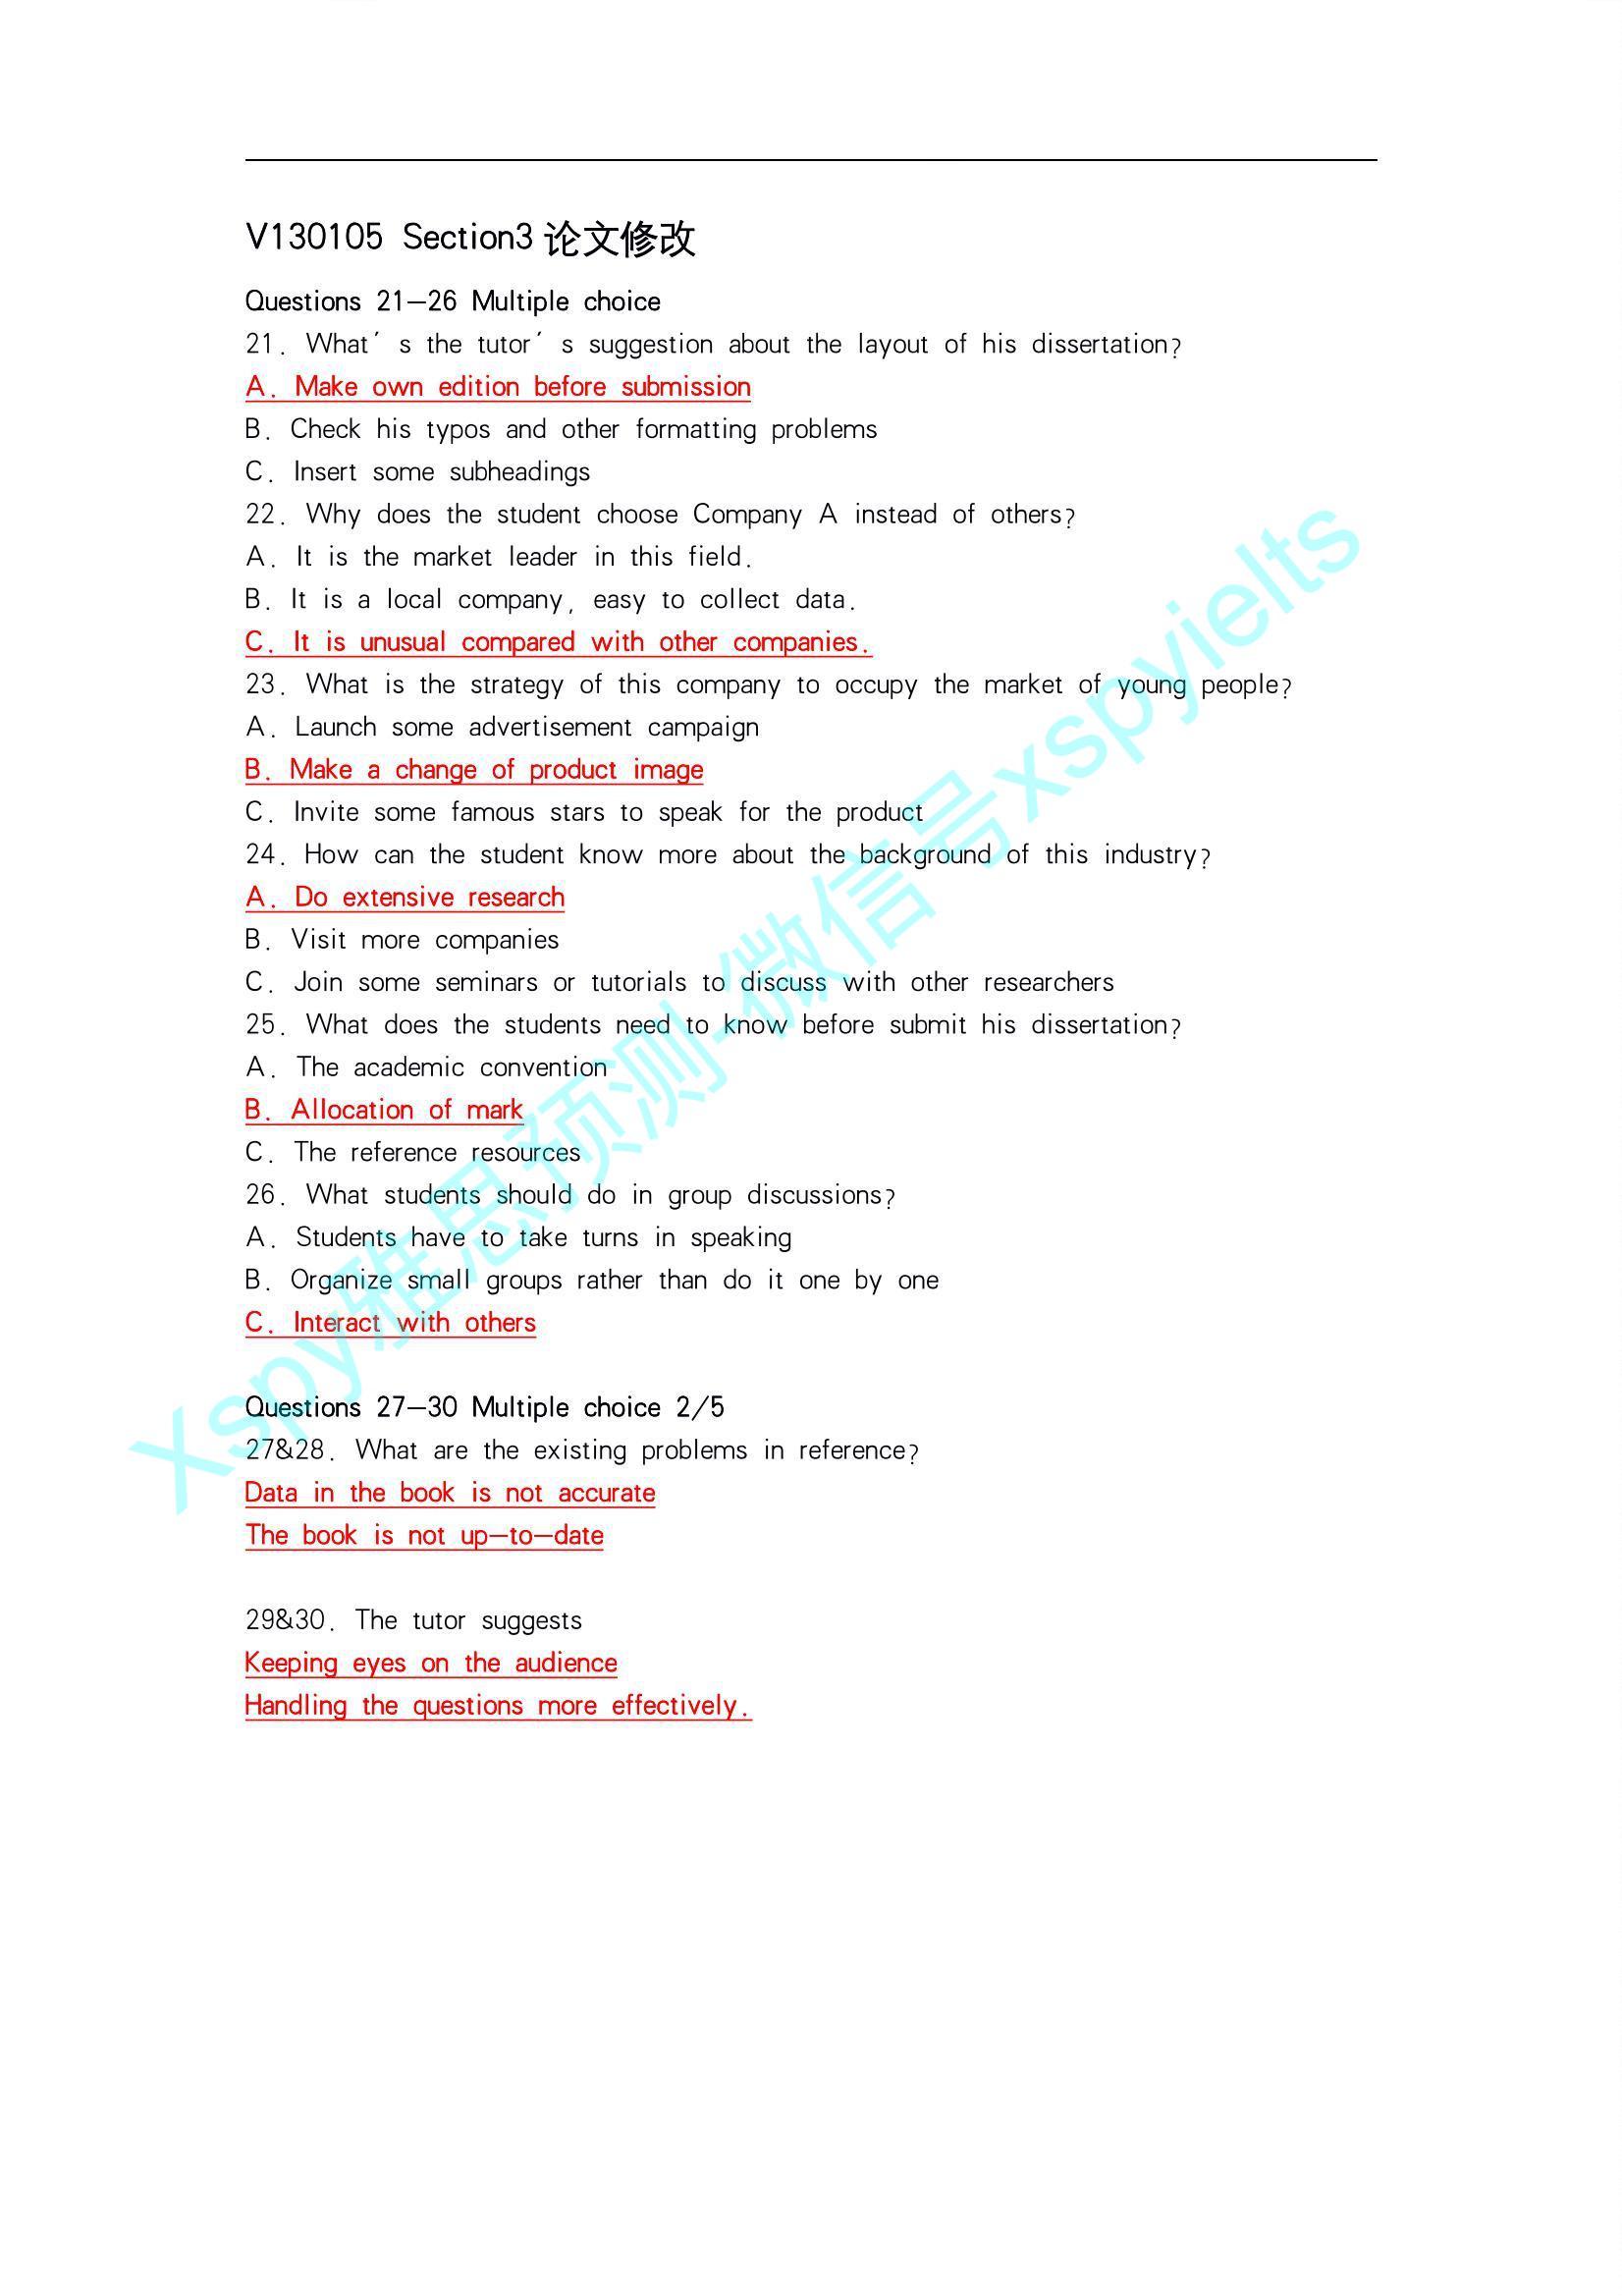 V130105 Section3论文修改
Questions 21-26 Multiple choice
21. What's the tutor's suggestion about the layout of his dissertation?
A. Make own edition before submission
B. Check his typos and other formatting problems
C. Insert some subheadings
22. Why does the student choose Company A instead of others?
A. It is the market leader in this field.
B. It is a local company, easy to collect data.
C. It is unusual compared with other companies.
23. What is the strategy of this company to occupy the market of young people?
A. Launch some advertisement campaign
B. Make a change of product image
C. Invite some famous stars to speak for the product
24. How can the student know more about the background of this industry?
A. Do extensive research
B. Visit more companies
C. Join some seminars or tutorials to discuss with other researchers
25. What does the students need to know before submit his dissertation?
A. The academic convention
B. Allocation of mark
C. The reference resources
26. What students should do in group discussions?
A. Students have to take turns in speaking
B. Organize small groups rather than do it one by one
C. Interact with others
Questions 27-30 Multiple choice 2/5
27&28. What are the existing problems in reference?
Data in the book is not accurate
The book is not up-to-date
29&30. The tutor suggests
Keeping eyes on the audience
Handling the questions more effectively.
Xspy雅思预测-微信号xspyielts